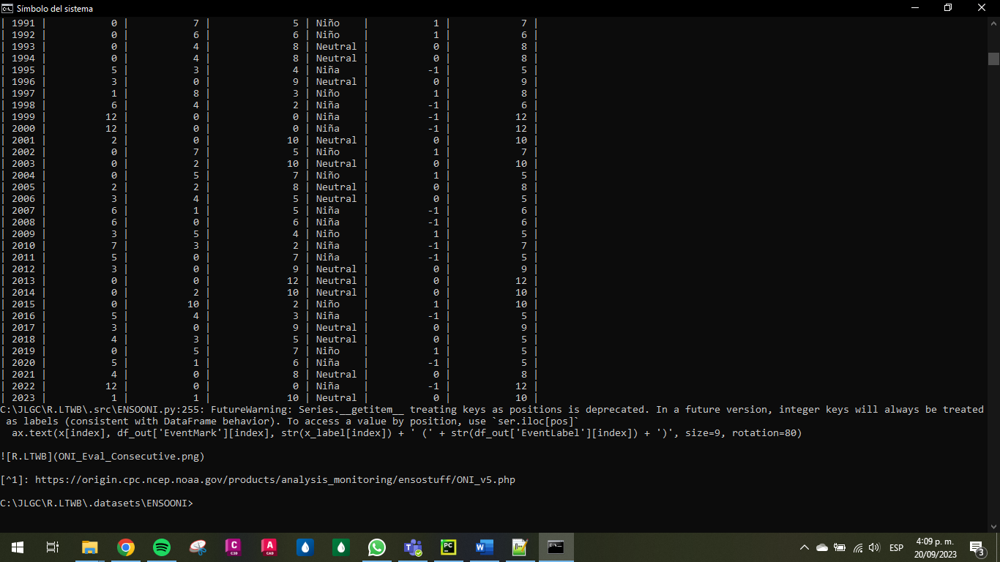 Símbolo del sistema
| 1991 | 0 | 7 | 5 | Niño | 1 | 7 |
| 1992 | 0 | 6 | 6 | Niño | 1 | 6 |
| 1993 | 0 | 4 | 8 | Neutral | 0 | 8 |
| 1994 | 0 | 4 | 8 | Neutral | 0 | 8 |
| 1995 | 5 | 3 | 4 | Niña | -1 | 5 |
| 1996 | 3 | 0 | 9 | Neutral | 0 | 9 |
| 1997 | 1 | 8 | 3 | Niño | 1 | 8 |
| 1998 | 6 | 4 | 2 | Niña | -1 | 6 |
| 1999 | 12 | 0 | 0 | Niña | -1 | 12 |
| 2000 | 12 | 0 | 0 | Niña | -1 | 12 |
| 2001 | 2 | 0 | 10 | Neutral | 0 | 10 |
| 2002 | 0 | 7 | 5 | Niño | 1 | 7 |
| 2003 | 0 | 2 | 10 | Neutral | 0 | 10 |
| 2004 | 0 | 5 | 7 | Niño | 1 | 5 |
| 2005 | 2 | 2 | 8 | Neutral | 0 | 8 |
| 2006 | 3 | 4 | 5 | Neutral | 0 | 5 |
| 2007 | 6 | 1 | 5 | Niña | -1 | 6 |
| 2008 | 6 | 0 | 6 | Niña | -1 | 6 |
| 2009 | 3 | 5 | 4 | Niño | 1 | 5 |
| 2010 | 7 | 3 | 2 | Niña | -1 | 7 |
| 2011 | 5 | 0 | 7 | Niña | -1 | 5 |
| 2012 | 3 | 0 | 9 | Neutral | 0 | 9 |
| 2013 | 0 | 0 | 12 | Neutral | 0 | 12 |
| 2014 | 0 | 2 | 10 | Neutral | 0 | 10 |
| 2015 | 0 | 10 | 2 | Niño | 1 | 10 |
| 2016 | 5 | 4 | 3 | Niña | -1 | 5 |
| 2017 | 3 | 0 | 9 | Neutral | 0 | 9 |
| 2018 | 4 | 3 | 5 | Neutral | 0 | 5 |
| 2019 | 0 | 5 | 7 | Niño | 1 | 5 |
| 2020 | 5 | 1 | 6 | Niña | -1 | 5 |
| 2021 | 4 | 0 | 8 | Neutral | 0 | 8 |
| 2022 | 12 | 0 | 0 | Niña | -1 | 12 |
| 2023 | 1 | 1 | 10 | Neutral | 0 | 10 |
C:\JLGC\R.LTWB\.src\ENSOONI.py:255: FutureWarning: Series.__getitem__ treating keys as positions is deprecated. In a future version, integer keys will always be treated
as labels (consistent with DataFrame behavior). To access a value by position, use `ser.iloc[pos]`
ax.text(x[index], df_out['EventMark'][index], str(x_label[index]) + ' (' + str(df_out['EventLabel'][index]) + ')', size=9, rotation=80)
![R.LTWB](ONI_Eval_Consecutive.png)
[^1]: https://origin.cpc.ncep.noaa.gov/products/analysis_monitoring/ensostuff/ONI_v5.php
C:\JLGC\R.LTWB\.datasets\ENSOONI>
ESP
4:09 p. m.
20/09/2023
3